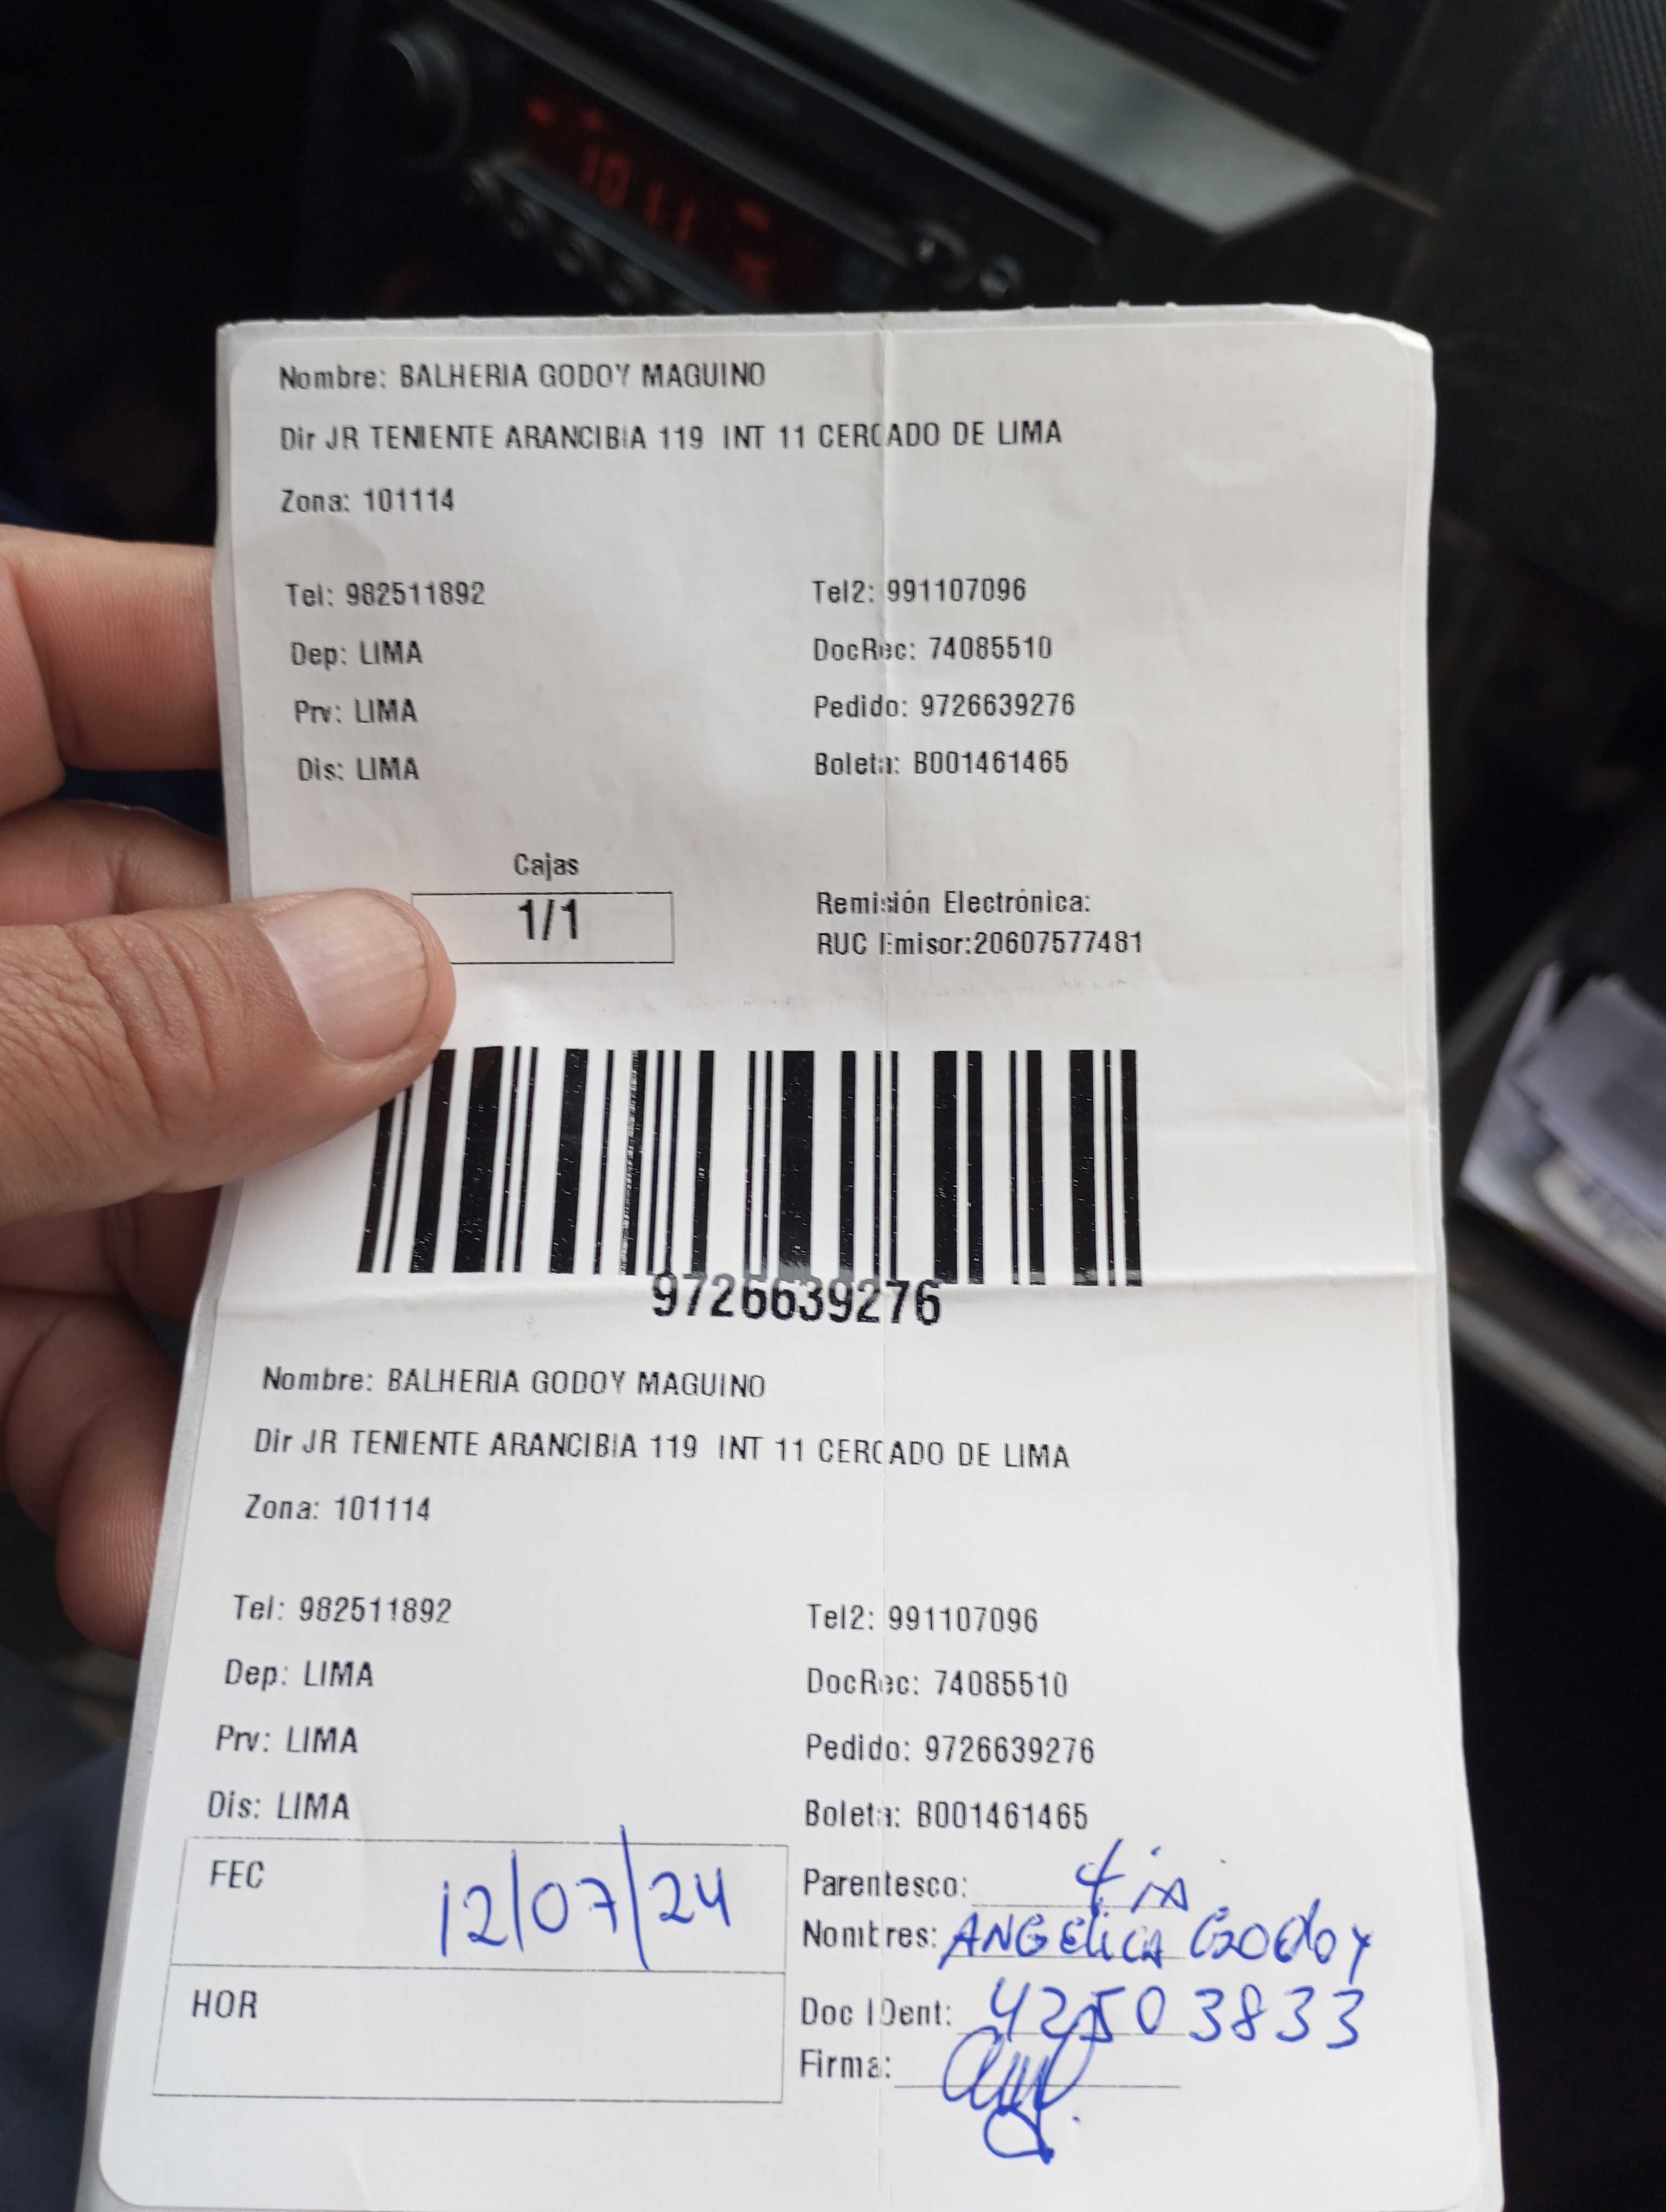 1011
Nombre: BALHERIA GODOY MAGUINO
Dir JR TENIENTE ARANCIBIA 119 INT 11 CERCADO DE LIMA
Zona: 101114
Tel: 982511892 Tel2: 991107096
Dep: LIMA DocRec: 74085510
Prv: LIMA Pedido: 9726639276
Dis: LIMA Boleta: B001461465
Cajas
1/1
Remisión Electrónica:
RUC Emisor:20607577481
9726639276
Nombre: BALHERIA GODOY MAGUINO
Dir JR TENIENTE ARANCIBIA 119 INT 11 CERCADO DE LIMA
Zona: 101114
Tel: 982511892 Tel2: 991107096
Dep: LIMA DocRec: 74085510
Prv: LIMA Pedido: 9726639276
Dis: LIMA Boleta: B001461465
FEC 12/07/24
HOR
Parentesco: tia
Nombres: ANGElicA Godoy
Doc IDent: 42503833
Firma: